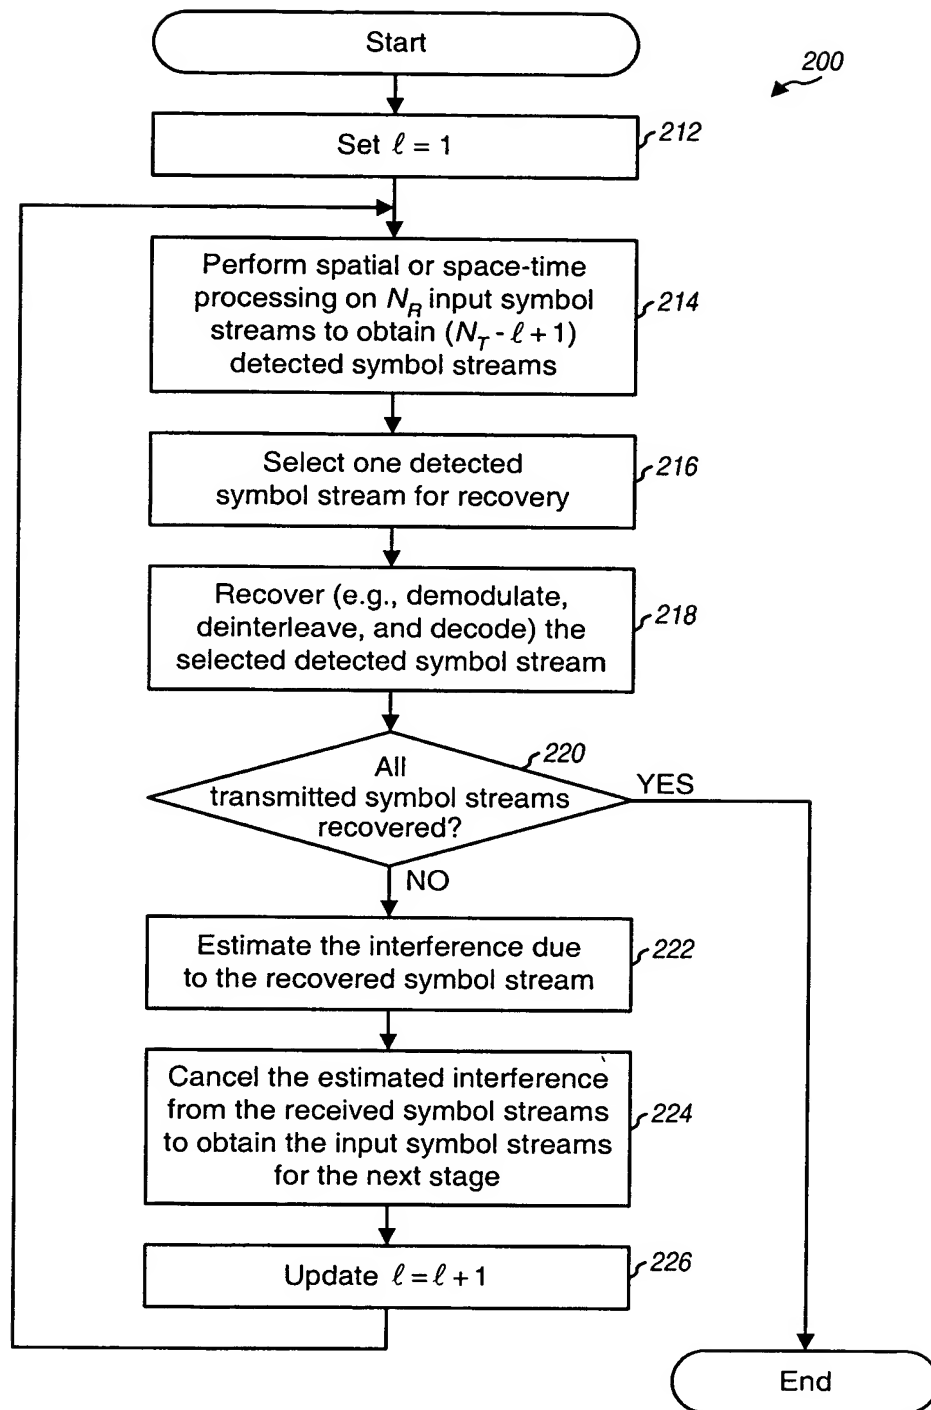 Start
200
Set ℓ = 1
212
Perform spatial or space-time
processing on N_R input symbol
streams to obtain (N_T - ℓ + 1)
detected symbol streams
214
Select one detected
symbol stream for recovery
216
Recover (e.g., demodulate,
deinterleave, and decode) the
selected detected symbol stream
218
220
All
transmitted symbol streams
recovered?
YES
NO
Estimate the interference due
to the recovered symbol stream
222
Cancel the estimated interference
from the received symbol streams
to obtain the input symbol streams
for the next stage
224
Update ℓ = ℓ + 1
226
End